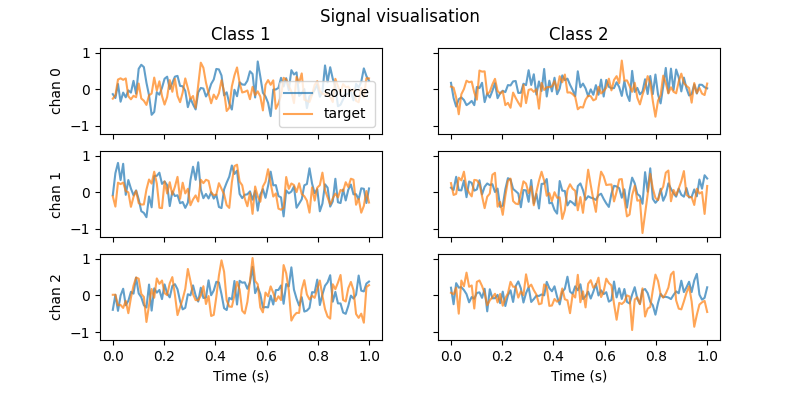 Signal visualisation
Class 1
Class 2
chan 0
1
0
−1
source
target
chan 1
1
0
−1
chan 2
1
0
−1
0.0 0.2 0.4 0.6 0.8 1.0
0.0 0.2 0.4 0.6 0.8 1.0
Time (s)
Time (s)